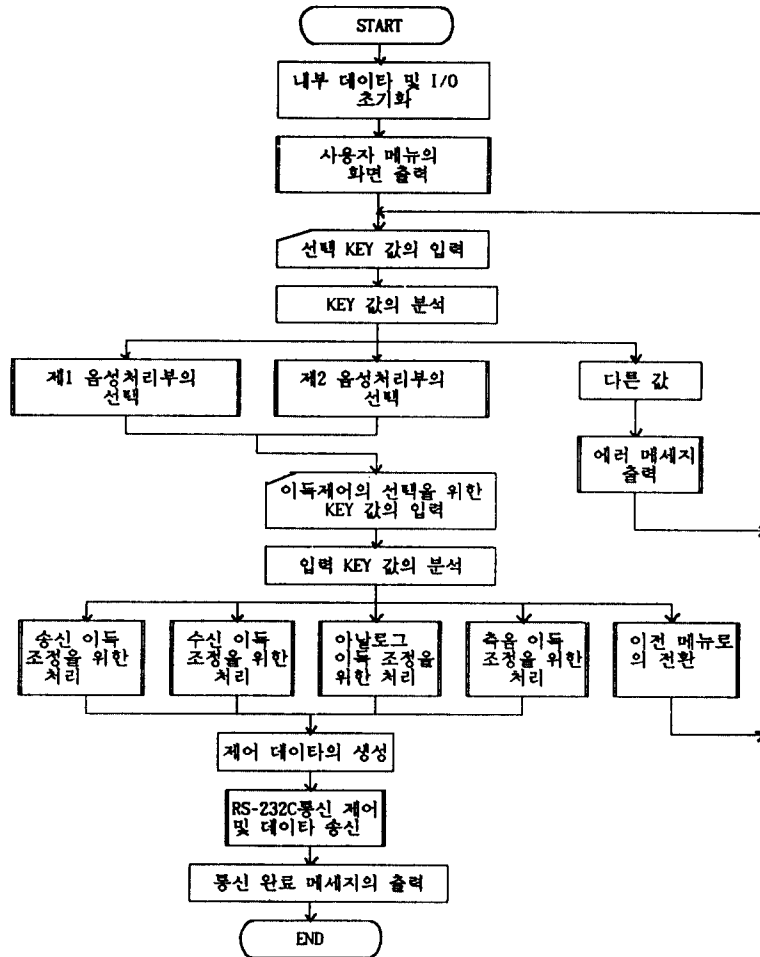 START
내부 데이타 및 I/O
초기화
사용자 메뉴의
화면 출력
선택 KEY 값의 입력
KEY 값의 분석
제1 음성처리부의
선택
제2 음성처리부의
선택
다른 값
에러 메세지
출력
이득제어의 선택을 위한
KEY 값의 입력
입력 KEY 값의 분석
송신 이득
조정을 위한
처리
수신 이득
조정을 위한
처리
아날로그
이득 조정을
위한 처리
측음 이득
조정을 위한
처리
이전 메뉴로
의 전환
제어 데이타의 생성
RS-232C통신 제어
및 데이타 송신
통신 완료 메세지의 출력
END